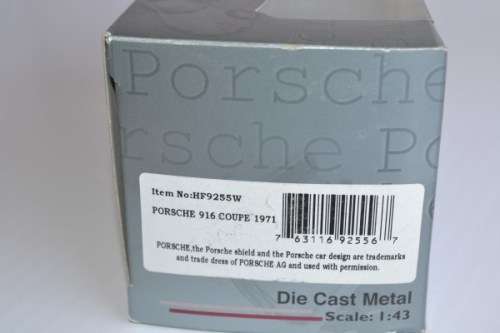 Porsche
rsche Po
Item No:HF9255W
PORSCHE 916 COUPE 1971
7 63116 92556 7
PORSCHE,the Porsche shield and the Porsche car design are trademarks
and trade dress of PORSCHE AG and used with permission.
Die Cast Metal
Scale: 1:43